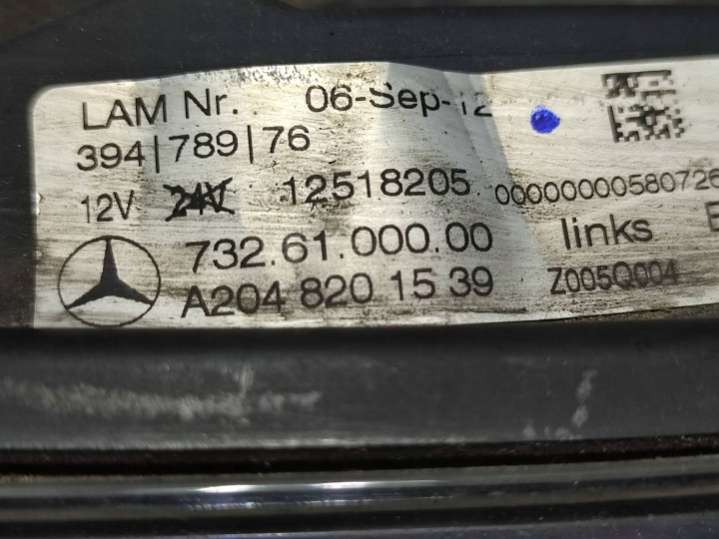 LAM Nr. 06-Sep-12
394|789|76
12V 24V 12518205 00000000580726
732.61.000.00 links
A204 820 15 39 Z005Q004